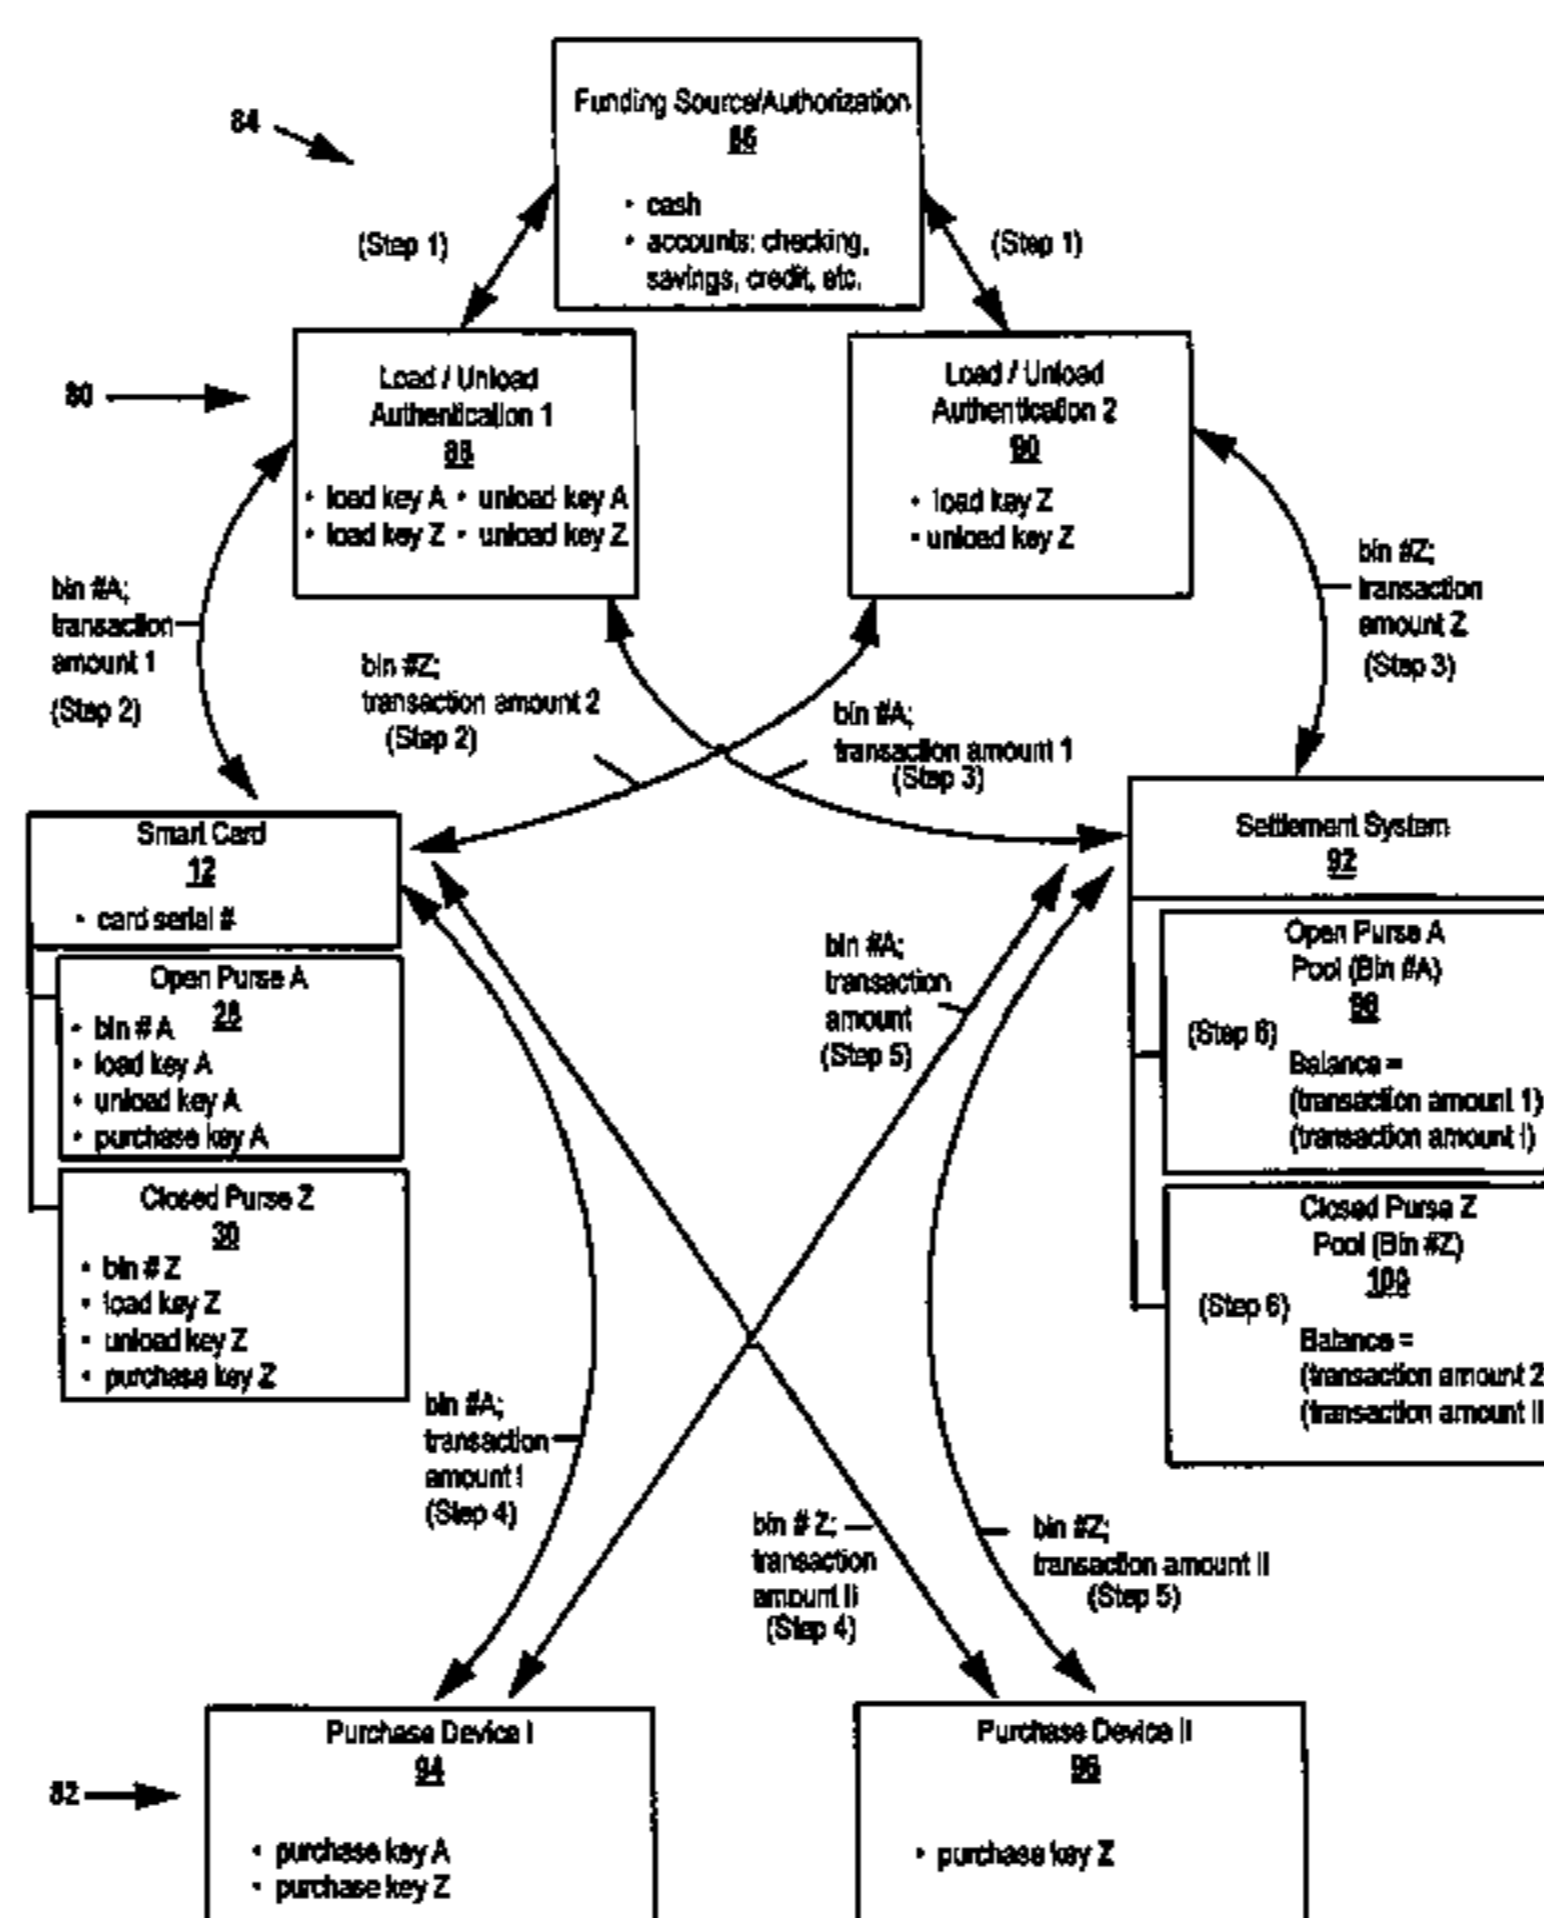 Funding Source/Authorization
86
• cash
• accounts: checking,
savings, credit, etc.
84
(Step 1)
(Step 1)
80
Load / Unload
Authentication 1
88
• load key A • unload key A
• load key Z • unload key Z
Load / Unload
Authentication 2
90
• load key Z
• unload key Z
bin #A;
transaction
amount 1
(Step 2)
bin #Z;
transaction amount 2
(Step 2)
bin #A;
transaction amount 1
(Step 3)
bin #Z;
transaction
amount 2
(Step 3)
Smart Card
12
• card serial #
Open Purse A
28
• bin # A
• load key A
• unload key A
• purchase key A
Closed Purse Z
30
• bin # Z
• load key Z
• unload key Z
• purchase key Z
Settlement System
92
Open Purse A
Pool (Bin #A)
98
(Step 6)
Balance =
(transaction amount 1)
(transaction amount I)
Closed Purse Z
Pool (Bin #Z)
100
(Step 6)
Balance =
(transaction amount 2
(transaction amount II
bin #A;
transaction
amount
(Step 5)
bin #A;
transaction
amount I
(Step 4)
bin # Z;
transaction
amount II
(Step 4)
bin #Z;
transaction amount II
(Step 5)
82
Purchase Device I
94
• purchase key A
• purchase key Z
Purchase Device II
96
• purchase key Z